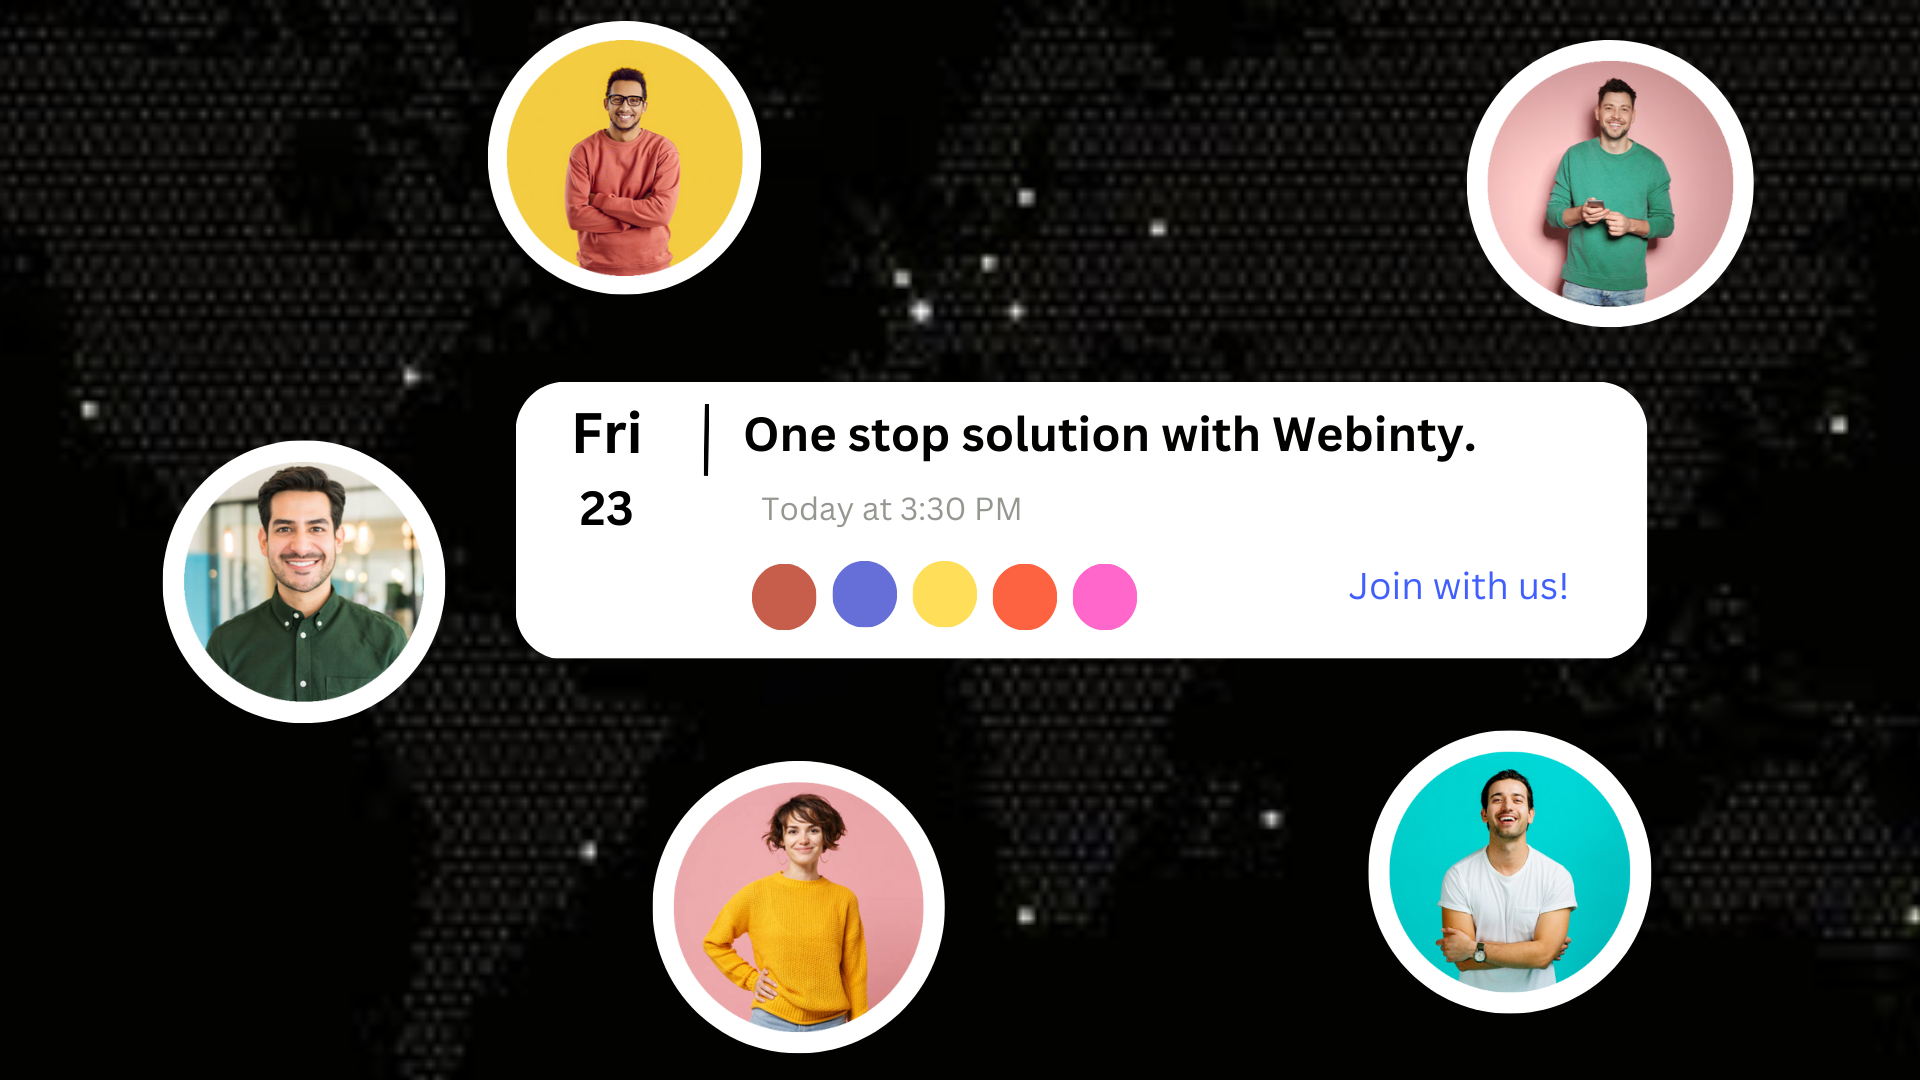 Fri
23
One stop solution with Webinty.
Today at 3:30 PM
Join with us!